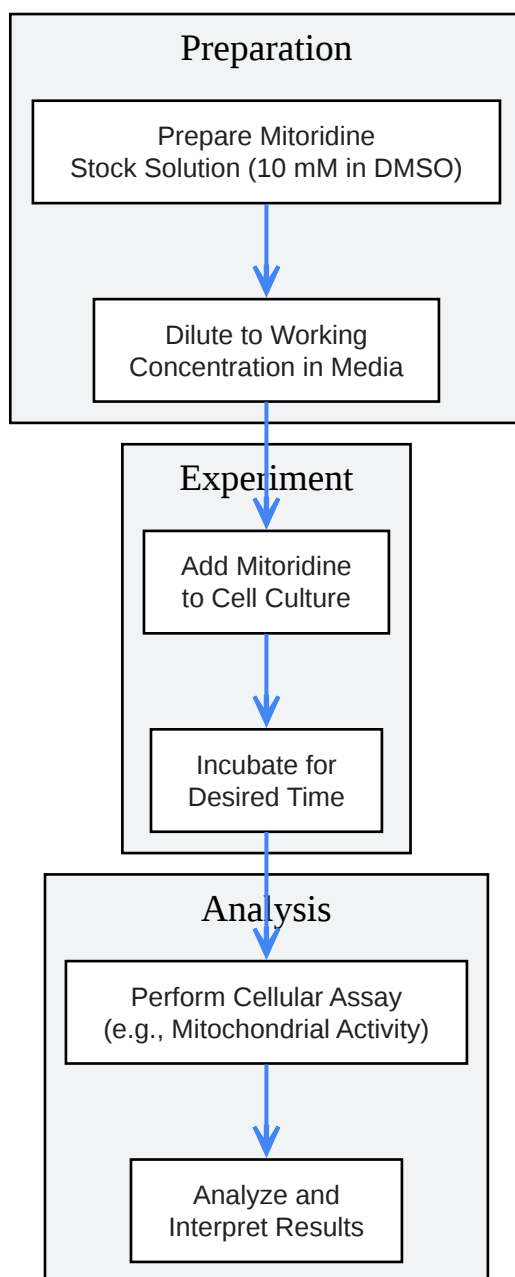 Preparation
Prepare Mitoridine
Stock Solution (10 mM in DMSO)
Dilute to Working
Concentration in Media
Experiment
Add Mitoridine
to Cell Culture
Incubate for
Desired Time
Analysis
Perform Cellular Assay
(e.g., Mitochondrial Activity)
Analyze and
Interpret Results